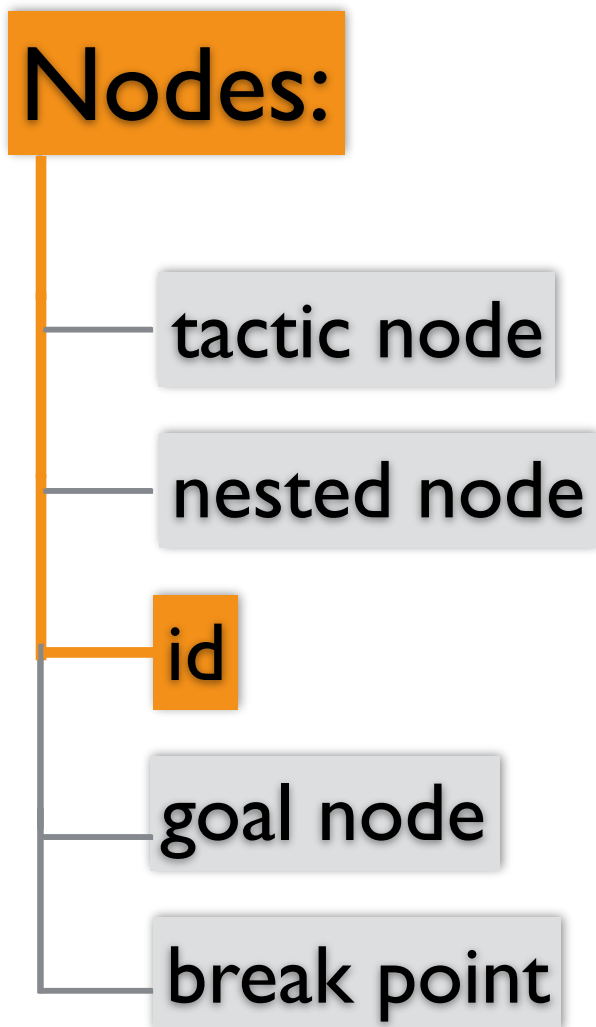 Nodes:
tactic node
nested node
id
goal node
break point